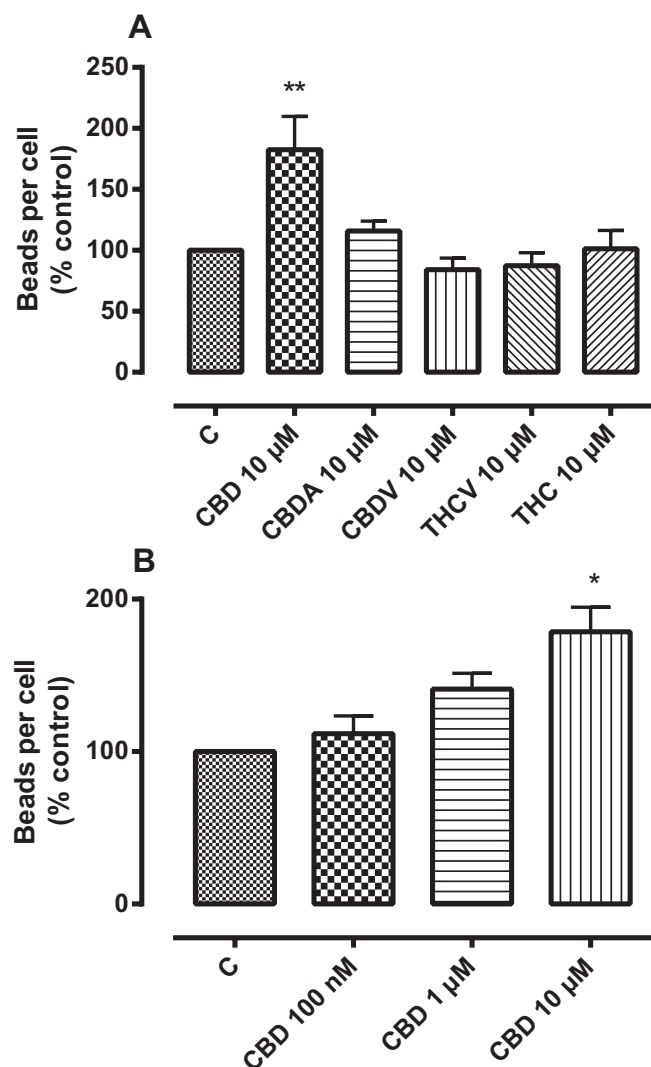 A
Beads per cell
(% control)
250
200
150
100
50
0
**
C
CBD 10 µM
CBDA 10 µM
CBDV 10 µM
THCV 10 µM
THC 10 µM
B
Beads per cell
(% control)
200
100
0
*
C
CBD 100 nM
CBD 1 µM
CBD 10 µM